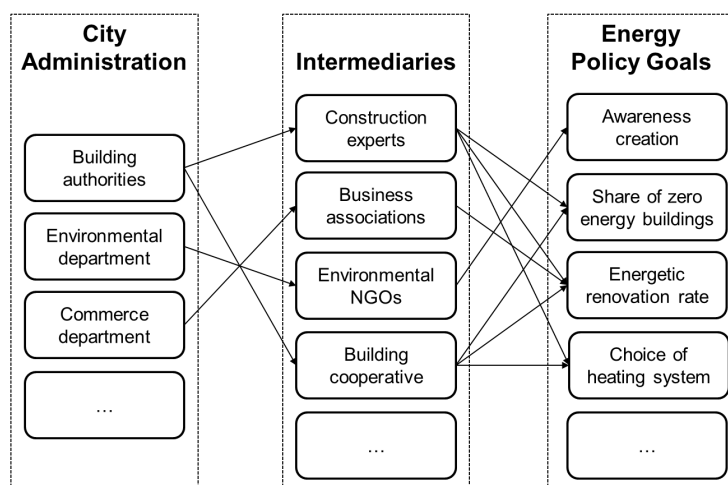 City
Administration
Building
authorities
Environmental
department
Commerce
department
…
Intermediaries
Construction
experts
Business
associations
Environmental
NGOs
Building
cooperative
…
Energy
Policy Goals
Awareness
creation
Share of zero
energy buildings
Energetic
renovation rate
Choice of
heating system
…